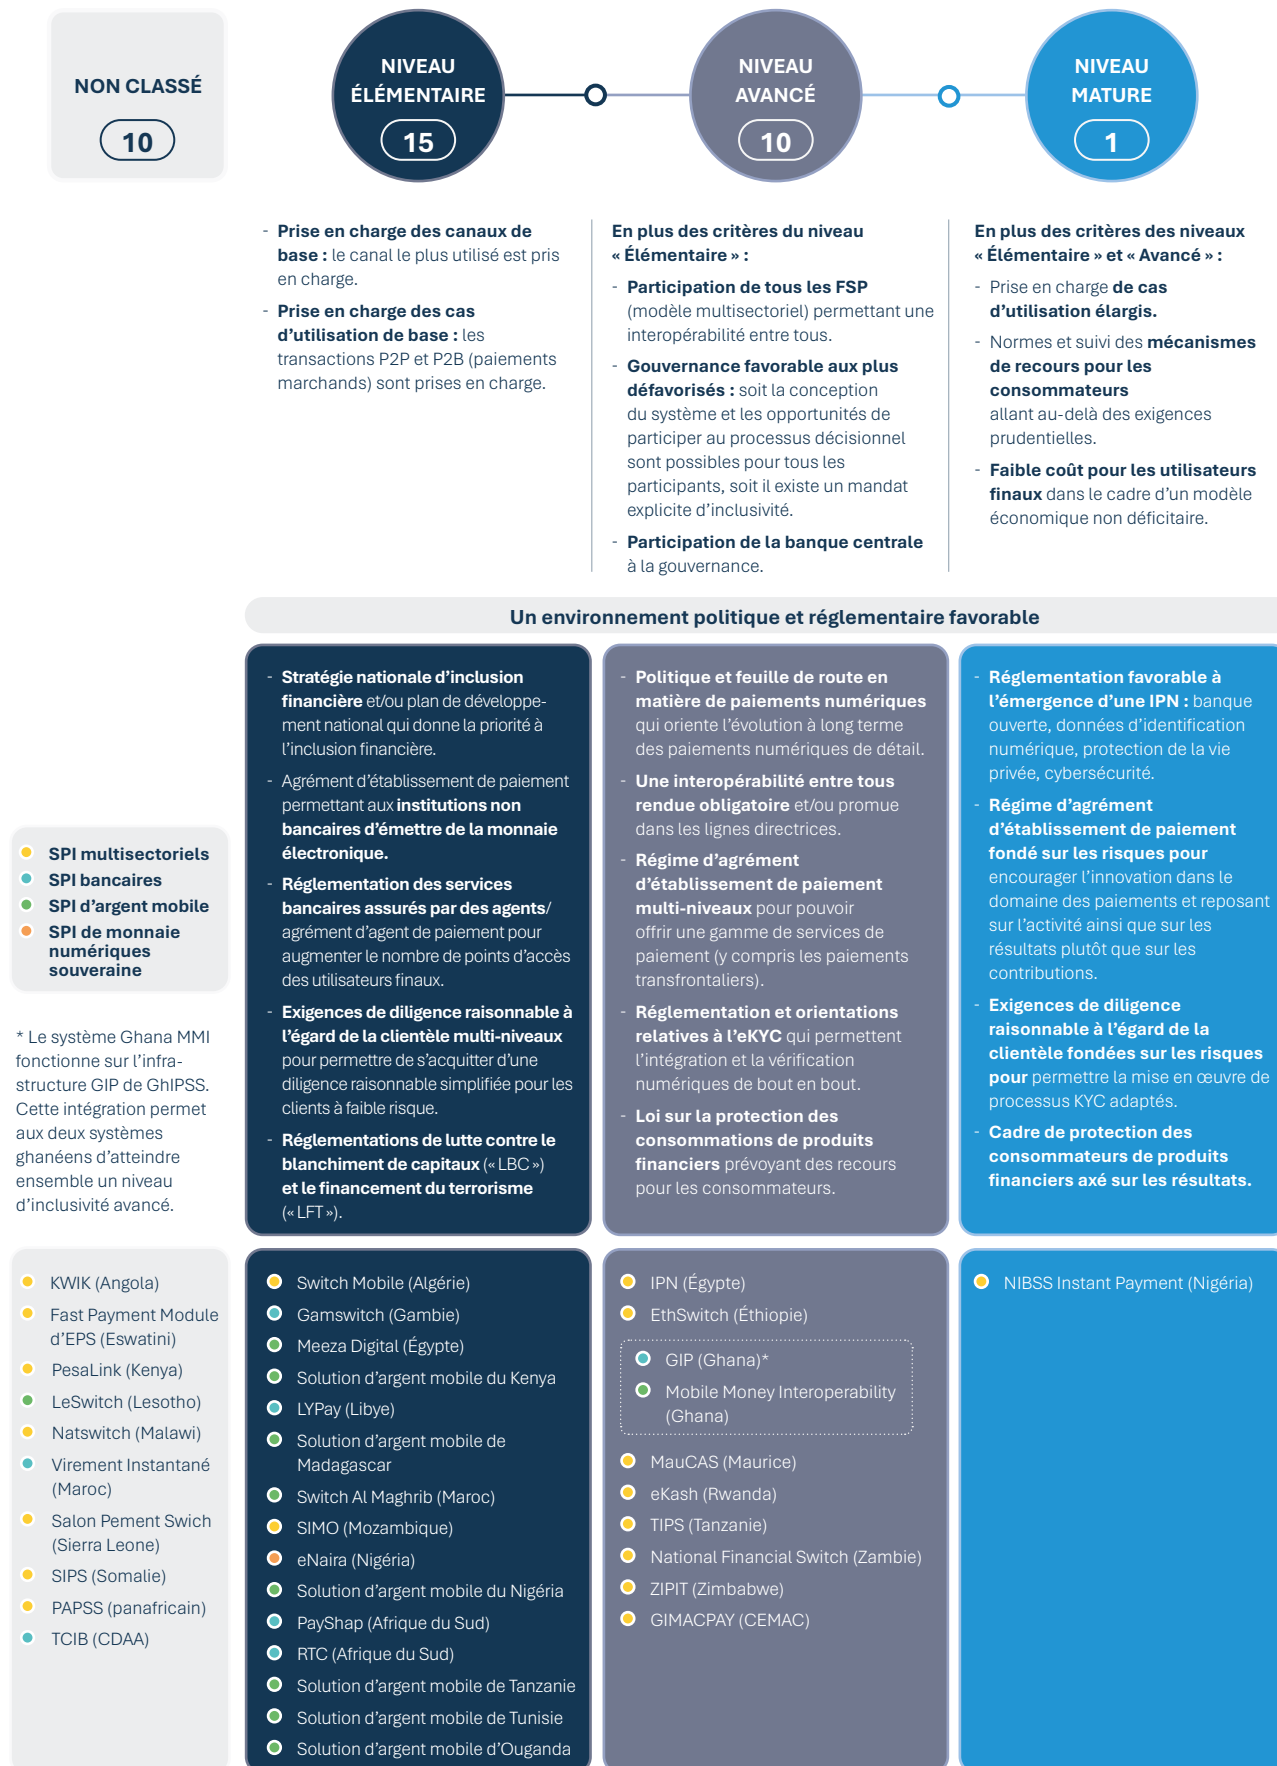 NON CLASSÉ
10
NIVEAU
ÉLÉMENTAIRE
15
NIVEAU
AVANCÉ
10
NIVEAU
MATURE
1
- Prise en charge des canaux de
base : le canal le plus utilisé est pris
en charge.
- Prise en charge des cas
d'utilisation de base : les
transactions P2P et P2B (paiements
marchands) sont prises en charge.
En plus des critères du niveau
« Élémentaire » :
- Participation de tous les FSP
(modèle multisectoriel) permettant une
interopérabilité entre tous.
- Gouvernance favorable aux plus
défavorisés : soit la conception
du système et les opportunités de
participer au processus décisionnel
sont possibles pour tous les
participants, soit il existe un mandat
explicite d'inclusivité.
- Participation de la banque centrale
à la gouvernance.
En plus des critères des niveaux
« Élémentaire » et « Avancé » :
- Prise en charge de cas
d'utilisation élargis.
- Normes et suivi des mécanismes
de recours pour les
consommateurs
allant au-delà des exigences
prudentielles.
- Faible coût pour les utilisateurs
finaux dans le cadre d'un modèle
économique non déficitaire.
Un environnement politique et réglementaire favorable
- Stratégie nationale d'inclusion
financière et/ou plan de développe-
ment national qui donne la priorité à
l'inclusion financière.
- Agrément d'établissement de paiement
permettant aux institutions non
bancaires d'émettre de la monnaie
électronique.
- Réglementation des services
bancaires assurés par des agents/
agrément d'agent de paiement pour
augmenter le nombre de points d'accès
des utilisateurs finaux.
- Exigences de diligence raisonnable à
l'égard de la clientèle multi-niveaux
pour permettre de s'acquitter d'une
diligence raisonnable simplifiée pour les
clients à faible risque.
- Réglementations de lutte contre le
blanchiment de capitaux (« LBC »)
et le financement du terrorisme
(« LFT »).
- Politique et feuille de route en
matière de paiements numériques
qui oriente l'évolution à long terme
des paiements numériques de détail.
- Une interopérabilité entre tous
rendue obligatoire et/ou promue
dans les lignes directrices.
- Régime d'agrément
d'établissement de paiement
multi-niveaux pour pouvoir
offrir une gamme de services de
paiement (y compris les paiements
transfrontaliers).
- Réglementation et orientations
relatives à l'eKYC qui permettent
l'intégration et la vérification
numériques de bout en bout.
- Loi sur la protection des
consommations de produits
financiers prévoyant des recours
pour les consommateurs.
- Réglementation favorable à
l'émergence d'une IPN : banque
ouverte, données d'identification
numérique, protection de la vie
privée, cybersécurité.
- Régime d'agrément
d'établissement de paiement
fondé sur les risques pour
encourager l'innovation dans le
domaine des paiements et reposant
sur l'activité ainsi que sur les
résultats plutôt que sur les
contributions.
- Exigences de diligence
raisonnable à l'égard de la
clientèle fondées sur les risques
pour permettre la mise en œuvre de
processus KYC adaptés.
- Cadre de protection des
consommateurs de produits
financiers axé sur les résultats.
SPI multisectoriels
SPI bancaires
SPI d'argent mobile
SPI de monnaie
numériques
souveraine
* Le système Ghana MMI
fonctionne sur l'infra-
structure GIP de GhIPSS.
Cette intégration permet
aux deux systèmes
ghanéens d'atteindre
ensemble un niveau
d'inclusivité avancé.
KWIK (Angola)
Fast Payment Module
d'EPS (Eswatini)
PesaLink (Kenya)
LeSwitch (Lesotho)
Natswitch (Malawi)
Virement Instantané
(Maroc)
Salon Pement Swich
(Sierra Leone)
SIPS (Somalie)
PAPSS (panafricain)
TCIB (CDAA)
Switch Mobile (Algérie)
Gamswitch (Gambie)
Meeza Digital (Égypte)
Solution d'argent mobile du Kenya
LYPay (Libye)
Solution d'argent mobile de
Madagascar
Switch Al Maghrib (Maroc)
SIMO (Mozambique)
eNaira (Nigéria)
Solution d'argent mobile du Nigéria
PayShap (Afrique du Sud)
RTC (Afrique du Sud)
Solution d'argent mobile de Tanzanie
Solution d'argent mobile de Tunisie
Solution d'argent mobile d'Ouganda
IPN (Égypte)
EthSwitch (Éthiopie)
GIP (Ghana)*
Mobile Money Interoperability
(Ghana)
MauCAS (Maurice)
eKash (Rwanda)
TIPS (Tanzanie)
National Financial Switch (Zambie)
ZIPIT (Zimbabwe)
GIMACPAY (CEMAC)
NIBSS Instant Payment (Nigéria)